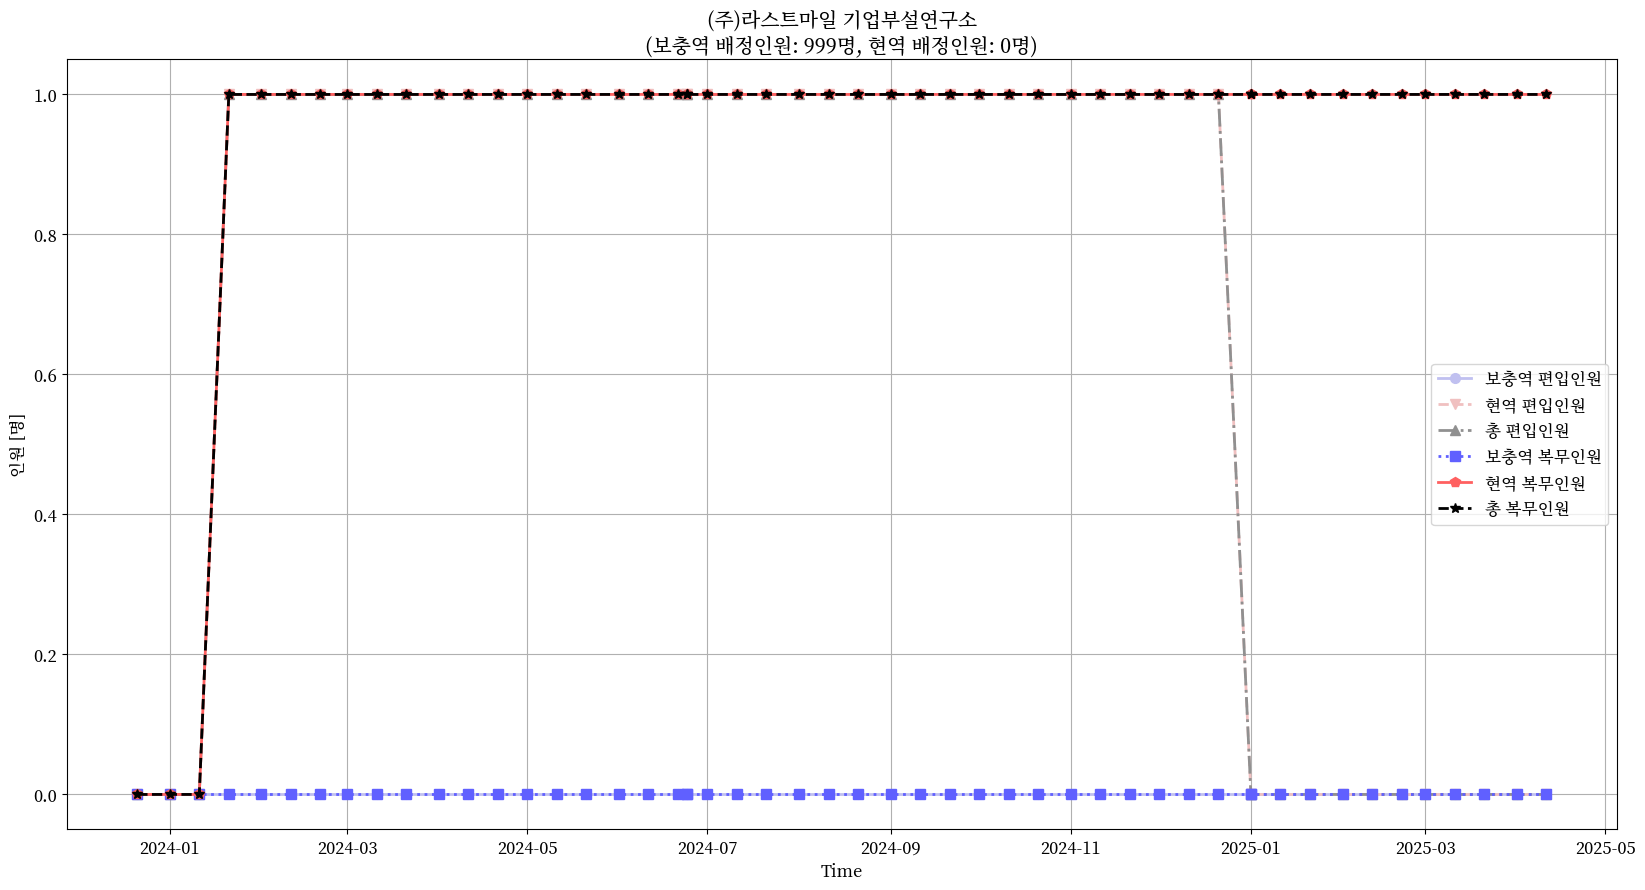 (주)라스트마일 기업부설연구소
(보충역 배정인원: 999명, 현역 배정인원: 0명)
1.0
0.8
0.6
0.4
0.2
0.0
인원 [명]
보충역 편입인원
현역 편입인원
총 편입인원
보충역 복무인원
현역 복무인원
총 복무인원
2024-01
2024-03
2024-05
2024-07
2024-09
2024-11
2025-01
2025-03
2025-05
Time